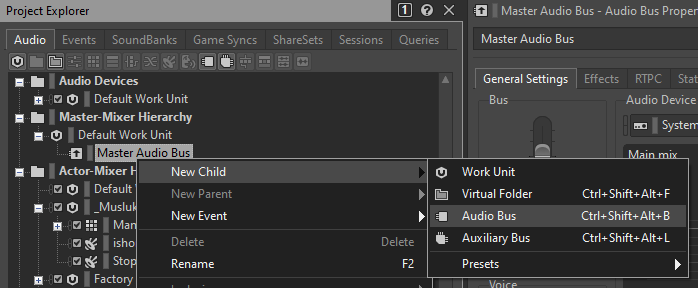 Project Explorer
1 ? ×
Audio Events SoundBanks Game Syncs ShareSets Sessions Queries
Audio Devices
Default Work Unit
Master-Mixer Hierarchy
Default Work Unit
Master Audio Bus
Actor-Mixer H
Default
_Musluk
Man
isho
Stop
Factory
New Child
New Parent
New Event
Delete Delete
Rename F2
Work Unit
Virtual Folder Ctrl+Shift+Alt+F
Audio Bus Ctrl+Shift+Alt+B
Auxiliary Bus Ctrl+Shift+Alt+L
Presets
Master Audio Bus - Audio Bus Proper
Master Audio Bus
General Settings Effects RTPC Stat
Bus
Audio Device
System
Main mix
Voice